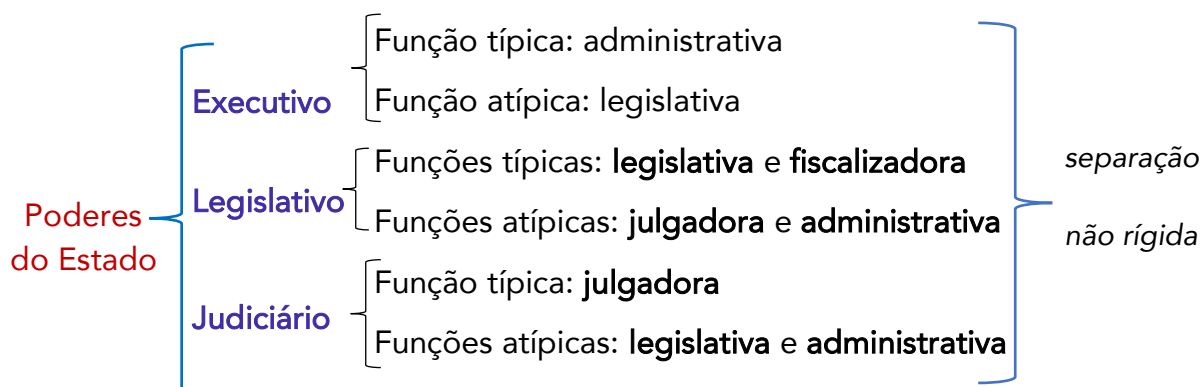 Poderes
do Estado
Executivo
Função típica: administrativa
Função atípica: legislativa
Legislativo
Funções típicas: legislativa e fiscalizadora
Funções atípicas: julgadora e administrativa
Judiciário
Função típica: julgadora
Funções atípicas: legislativa e administrativa
separação
não rígida